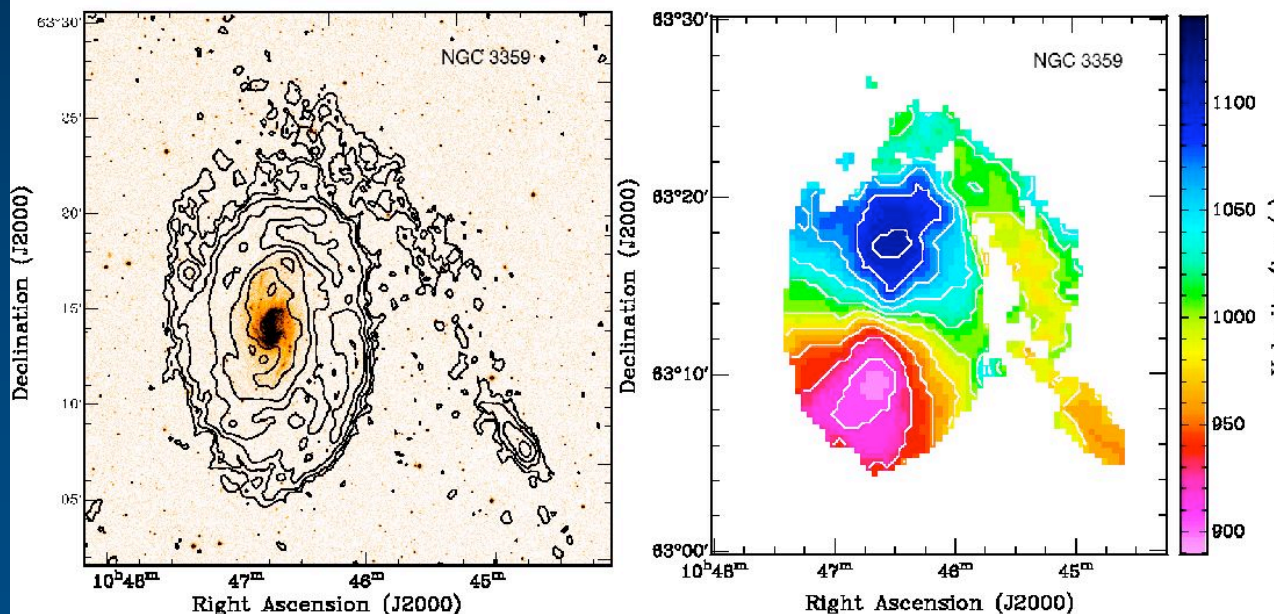 63°30'
NGC 3359
25'
20'
15'
10'
05'
Declination (J2000)
10ʰ48ᵐ
47ᵐ
46ᵐ
45ᵐ
Right Ascension (J2000)
63°30'
NGC 3359
63°20'
63°10'
63°00'
Declination (J2000)
10ʰ48ᵐ
47ᵐ
46ᵐ
45ᵐ
Right Ascension (J2000)
1100
1050
1000
950
900